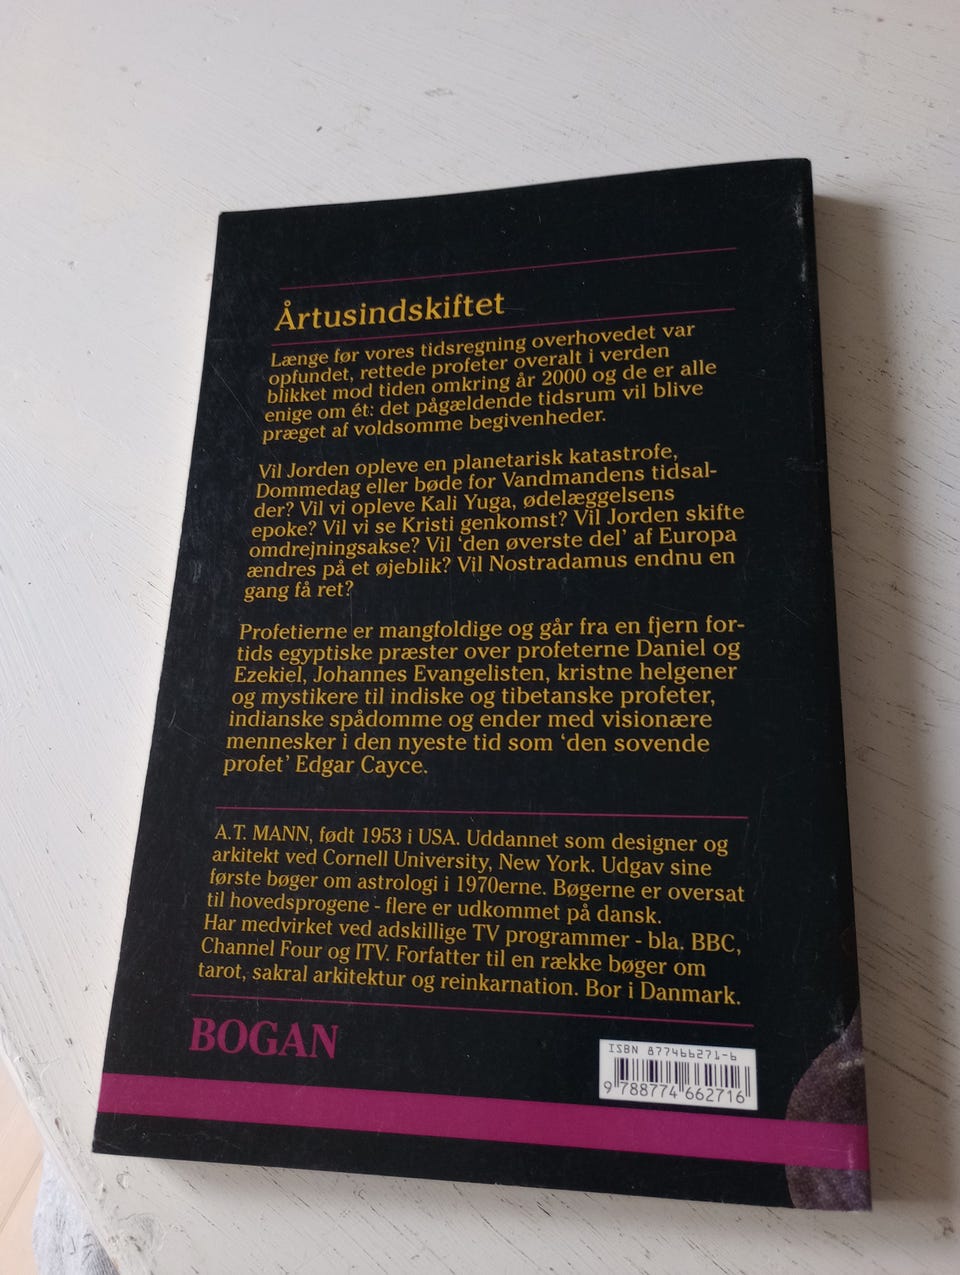 Årtusindskiftet
Længe før vores tidsregning overhovedet var
opfundet, rettede profeter overalt i verden
blikket mod tiden omkring år 2000 og de er alle
enige om ét: det pågældende tidsrum vil blive
præget af voldsomme begivenheder.
Vil Jorden opleve en planetarisk katastrofe,
Dommedag eller bøde for Vandmandens tidsal-
der? Vil vi opleve Kali Yuga, ødelæggelsens
epoke? Vil vi se Kristi genkomst? Vil Jorden skifte
omdrejningsakse? Vil ‘den øverste del’ af Europa
ændres på et øjeblik? Vil Nostradamus endnu en
gang få ret?
Profetierne er mangfoldige og går fra en fjern for-
tids egyptiske præster over profeterne Daniel og
Ezekiel, Johannes Evangelisten, kristne helgener
og mystikere til indiske og tibetanske profeter,
indianske spådomme og ender med visionære
mennesker i den nyeste tid som ‘den sovende
profet’ Edgar Cayce.
A.T. MANN, født 1953 i USA. Uddannet som designer og
arkitekt ved Cornell University, New York. Udgav sine
første bøger om astrologi i 1970erne. Bøgerne er oversat
til hovedsprogene - flere er udkommet på dansk.
Har medvirket ved adskillige TV programmer - bla. BBC,
Channel Four og ITV. Forfatter til en række bøger om
tarot, sakral arkitektur og reinkarnation. Bor i Danmark.
BOGAN
ISBN 877466271-6
9 788774 662716